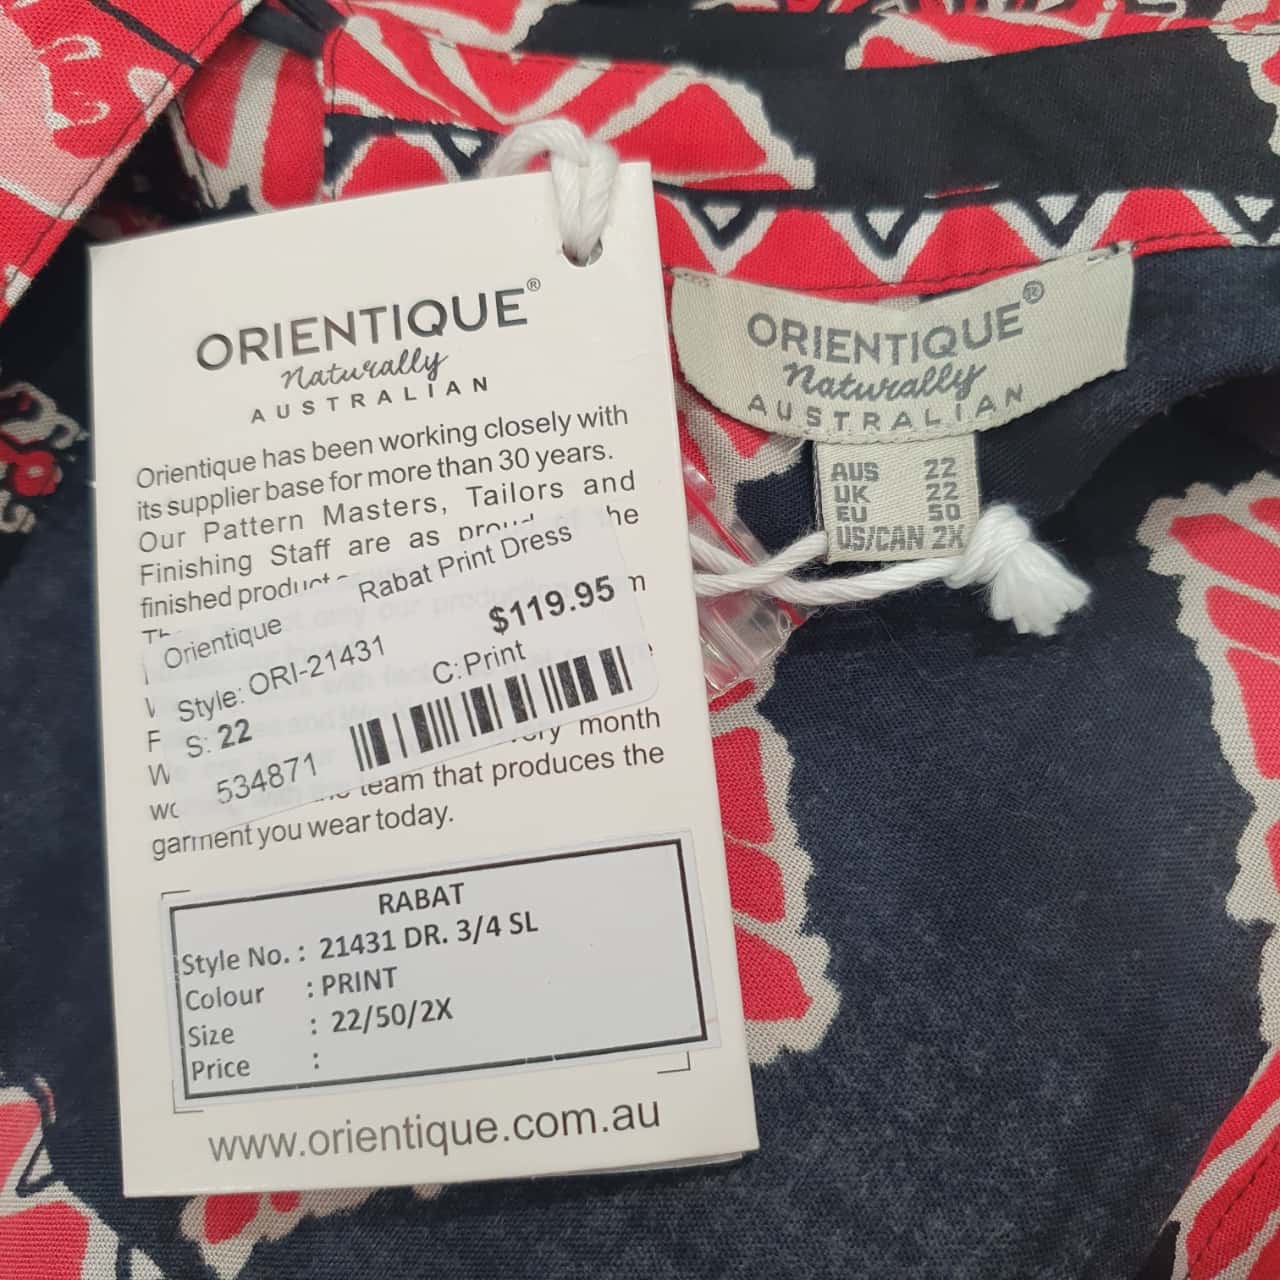 ORIENTIQUE®
naturally
AUSTRALIAN
Orientique has been working closely with
its supplier base for more than 30 years.
Our Pattern Masters, Tailors and
Finishing Staff are as the
finished
Orientique Rabat Print Dress
$119.95
Style: ORI-21431 C: Print
S: 22
534871
month
team that produces the
garment you wear today.
RABAT
Style No. : 21431 DR. 3/4 SL
Colour : PRINT
Size : 22/50/2X
Price :
www.orientique.com.au
ORIENTIQUE®
naturally
AUSTRALIAN
AUS 22
UK 22
EU 50
US/CAN 2X